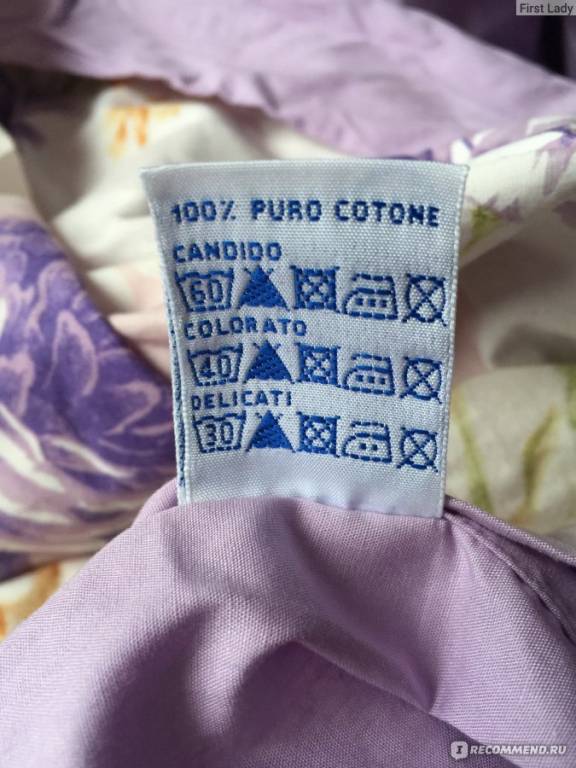 First Lady
100% PURO COTONE
CANDIDO
60
COLORATO
40
DELICATI
30
RECOMMEND.RU